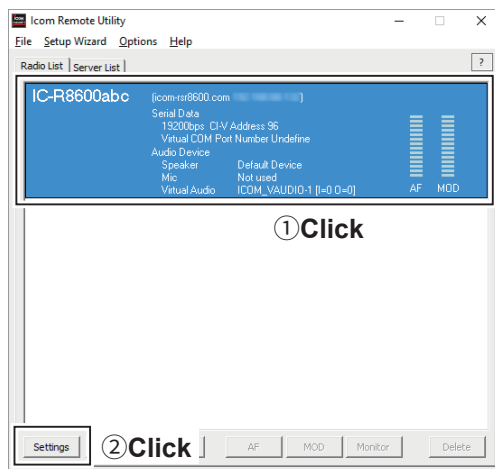 Icom Remote Utility
File Setup Wizard Options Help
Radio List Server List ?
IC-R8600abc (icom-rsr8600.com )
Serial Data
19200bps CI-V Address 96
Virtual COM Port Number Undefine
Audio Device
Speaker Default Device
Mic Not used
Virtual Audio ICOM_VAUDIO-1 [I=0 O=0] AF MOD
①Click
Settings ②Click AF MOD Monitor Delete